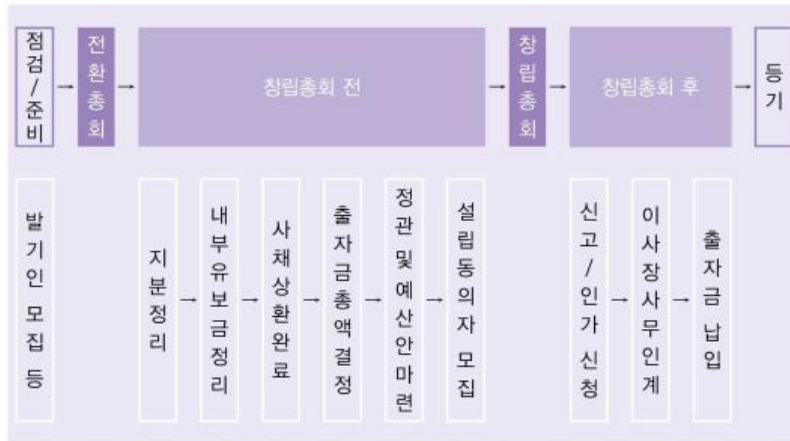 점검/준비
전환총회
창립총회 전
창립총회
창립총회 후
등기
발기인 모집 등
지분정리
내부유보금정리
사채상환완료
출자금총액결정
정관 및 예산안마련
설립동의자 모집
신고/인가 신청
이사장사무인계
출자금 납입